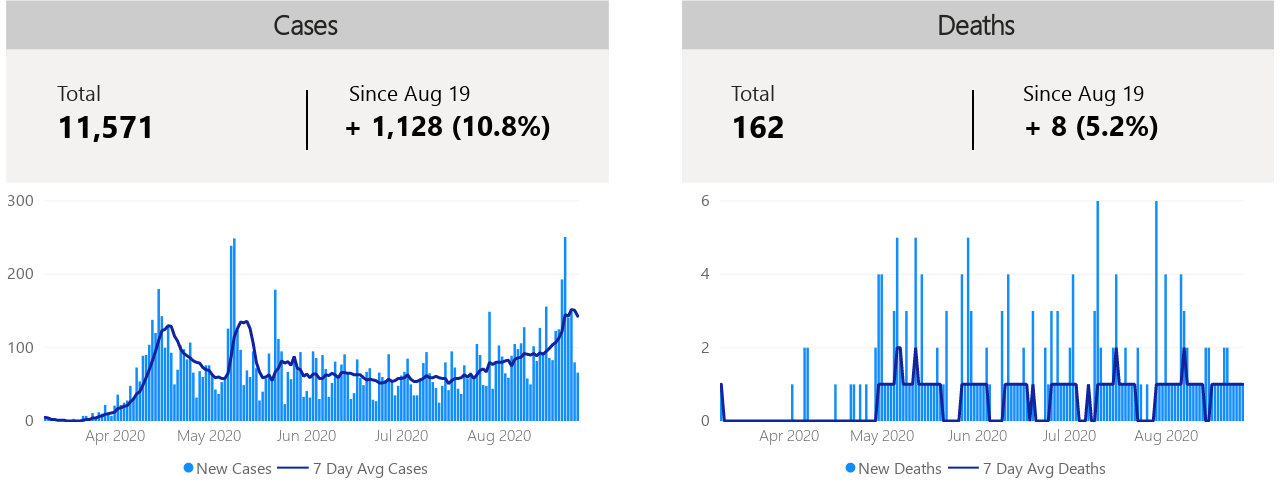 Cases
Total
Since Aug 19
11,571
+ 1,128 (10.8%)
300
200
100
0
Apr 2020 May 2020 Jun 2020 Jul 2020 Aug 2020
New Cases 7 Day Avg Cases
Deaths
Total
Since Aug 19
162
+ 8 (5.2%)
6
4
2
0
Apr 2020 May 2020 Jun 2020 Jul 2020 Aug 2020
New Deaths 7 Day Avg Deaths